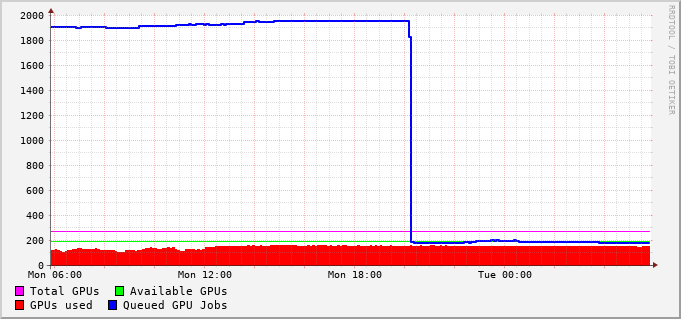 2000
1800
1600
1400
1200
1000
800
600
400
200
0
Mon 06:00 Mon 12:00 Mon 18:00 Tue 00:00
Total GPUs Available GPUs
GPUs used Queued GPU Jobs
RRDTOOL / TOBI OETIKER